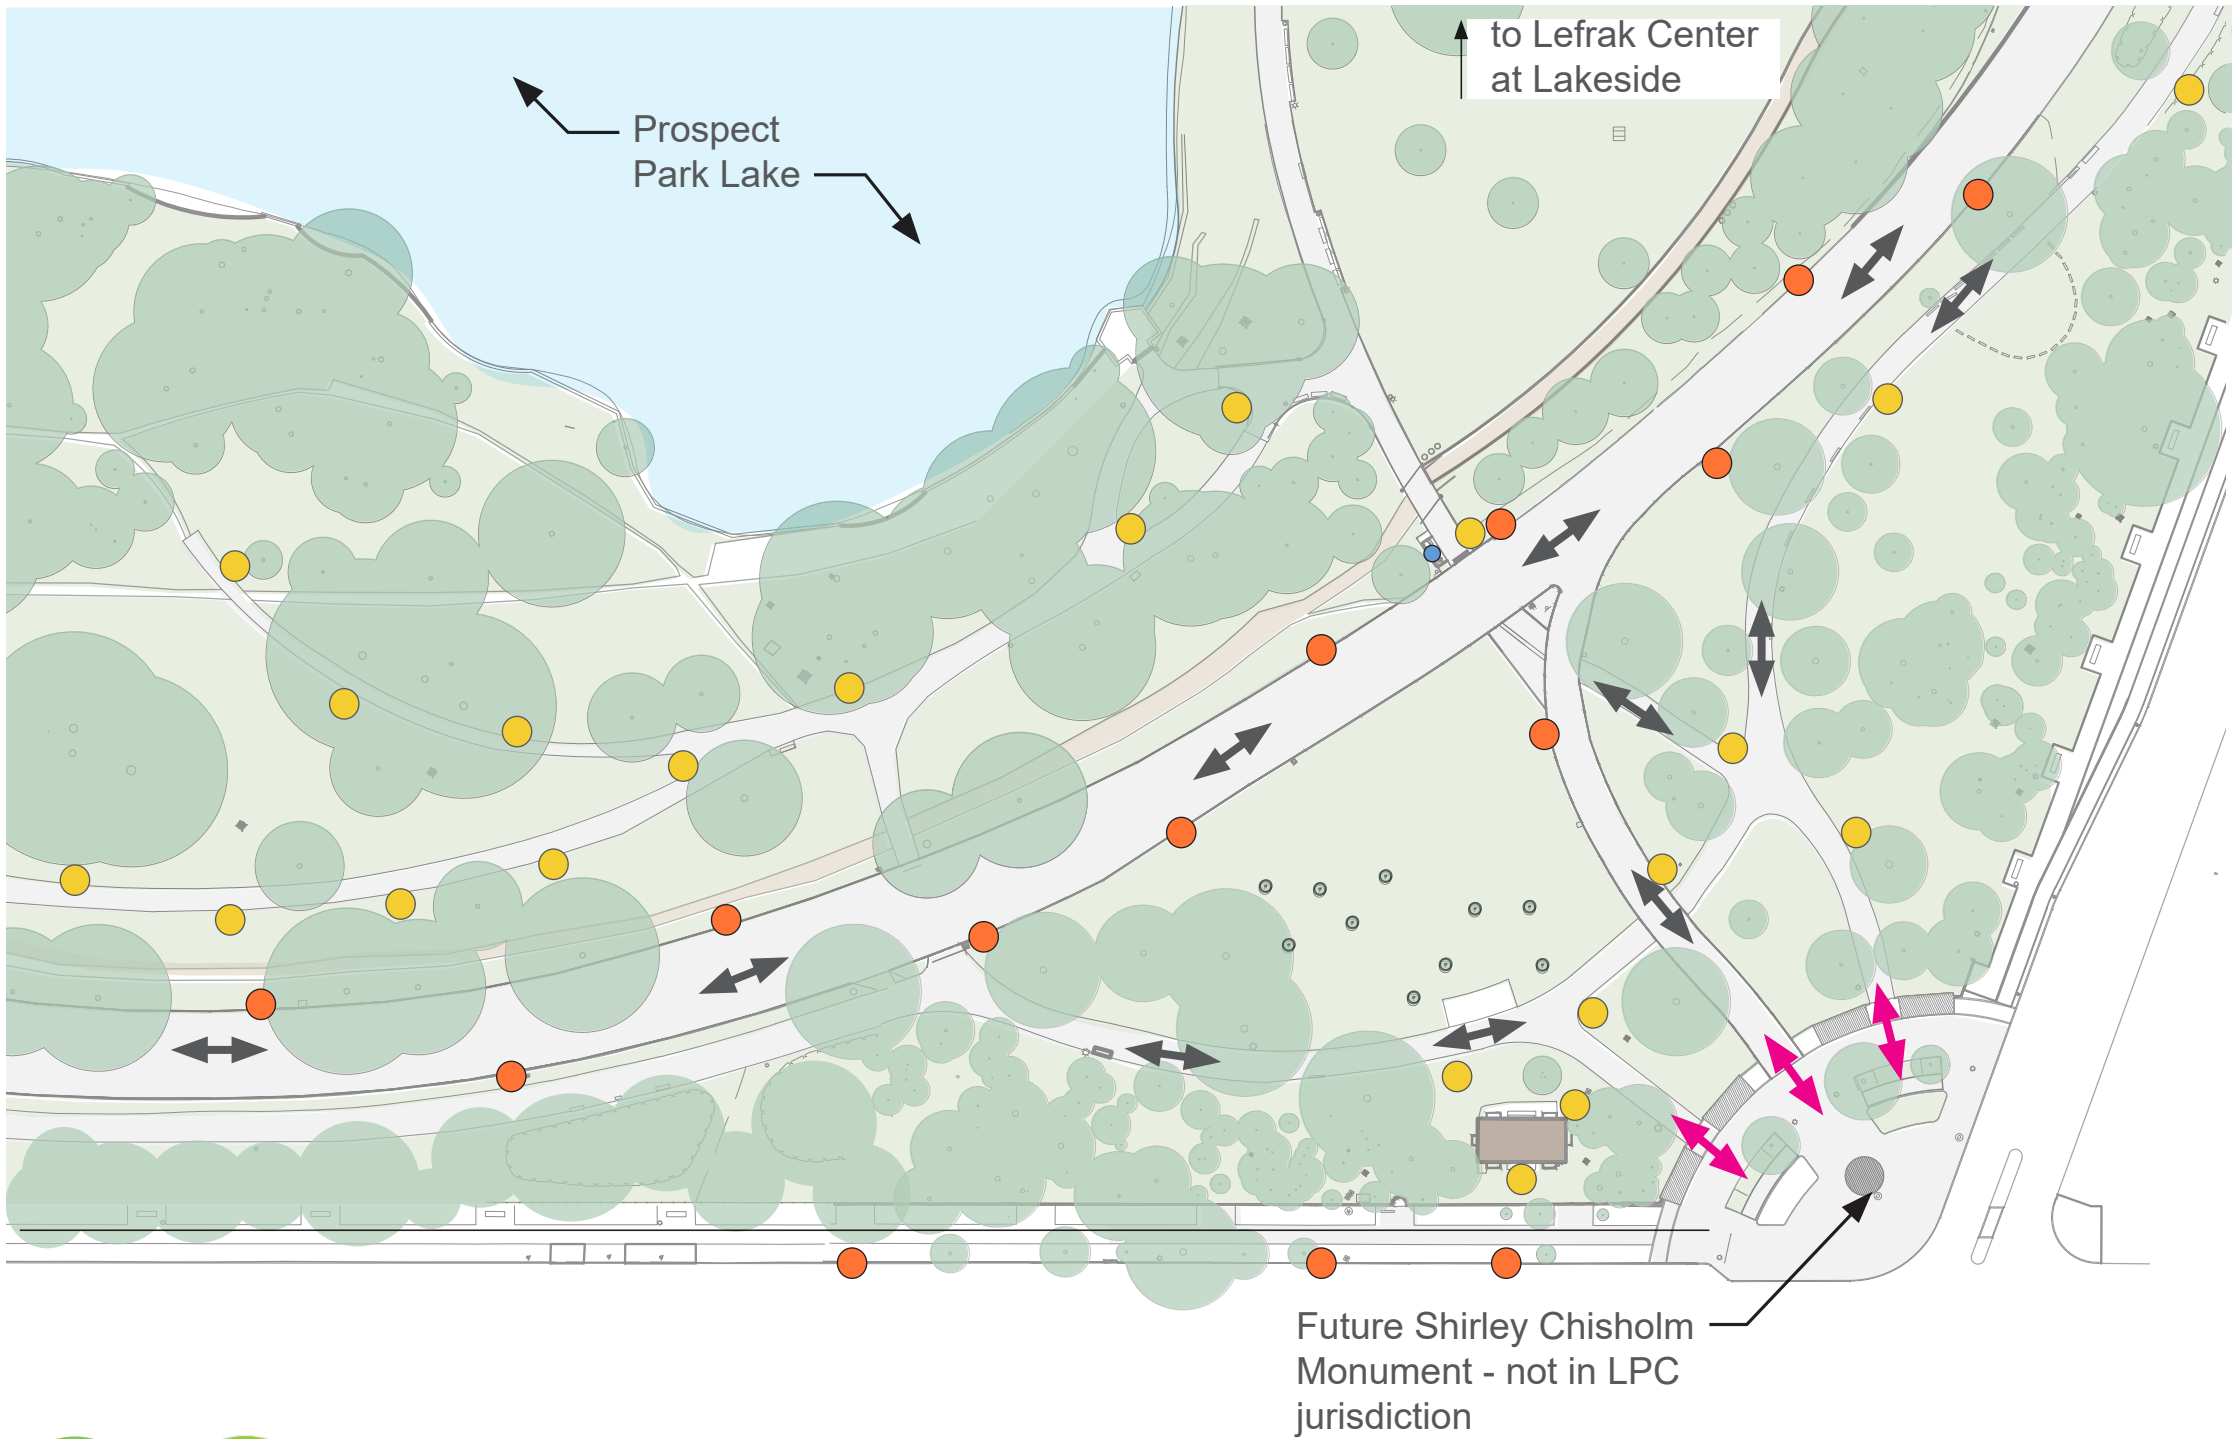 to Lefrak Center
at Lakeside
Prospect
Park Lake
Future Shirley Chisholm
Monument - not in LPC
jurisdiction